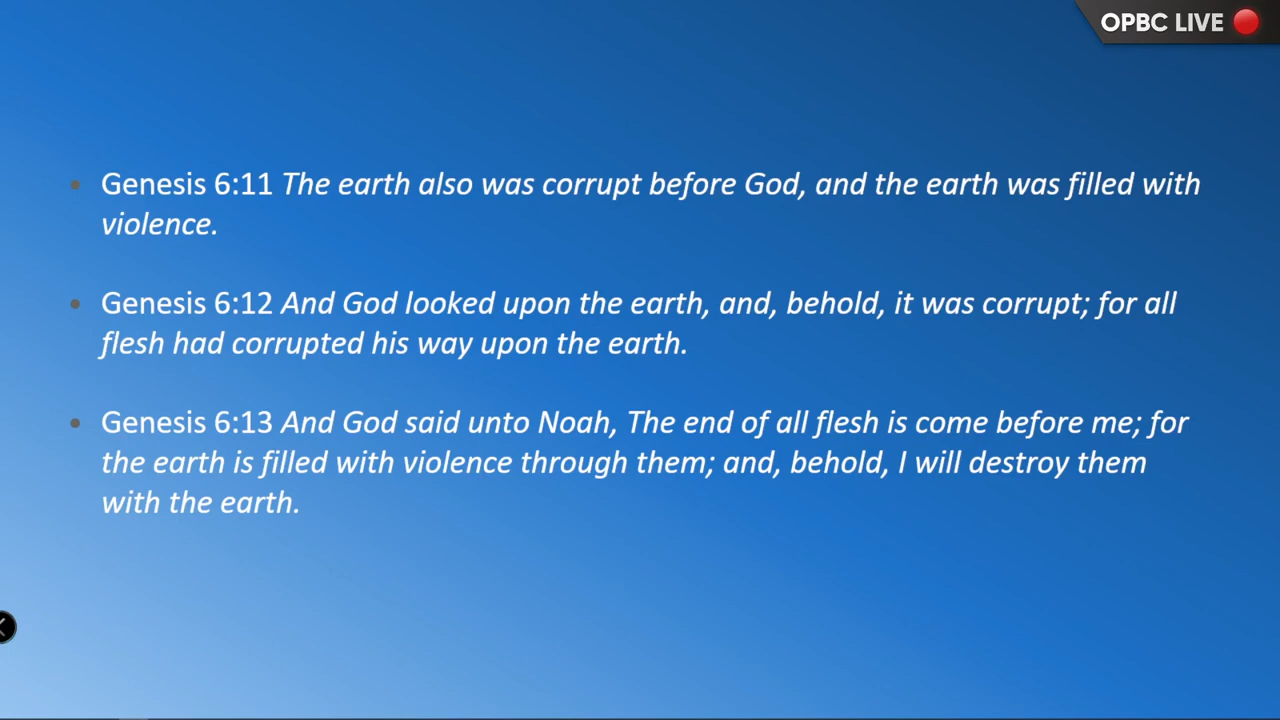 OPBC LIVE
• Genesis 6:11 The earth also was corrupt before God, and the earth was filled with
violence.
• Genesis 6:12 And God looked upon the earth, and, behold, it was corrupt; for all
flesh had corrupted his way upon the earth.
• Genesis 6:13 And God said unto Noah, The end of all flesh is come before me; for
the earth is filled with violence through them; and, behold, I will destroy them
with the earth.